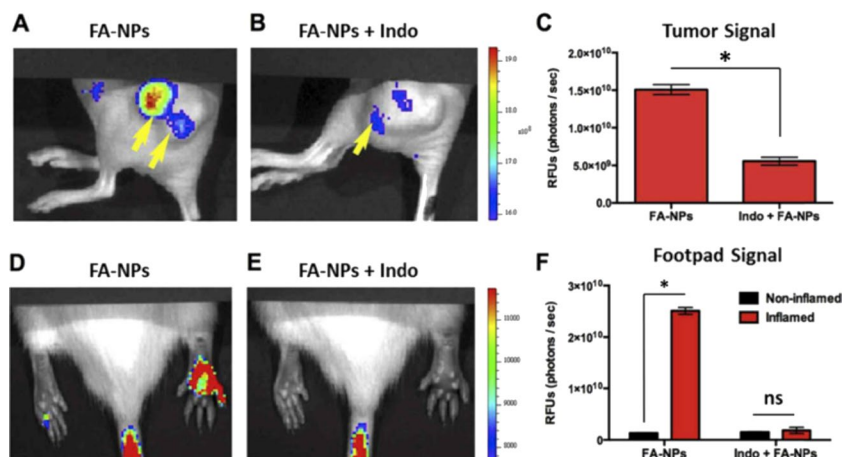 A
FA-NPs
B
FA-NPs + Indo
19.0
18.0
17.0
16.0
C
Tumor Signal
RFUs (photons / sec)
2.0×10¹⁰
1.5×10¹⁰
1.0×10¹⁰
5.0×10⁹
0.0
*
FA-NPs
Indo + FA-NPs
D
FA-NPs
E
FA-NPs + Indo
11000
10000
9000
8000
F
Footpad Signal
RFUs (photons / sec)
3×10¹⁰
2×10¹⁰
1×10¹⁰
0
*
Non-inflamed
Inflamed
ns
FA-NPs
Indo + FA-NPs